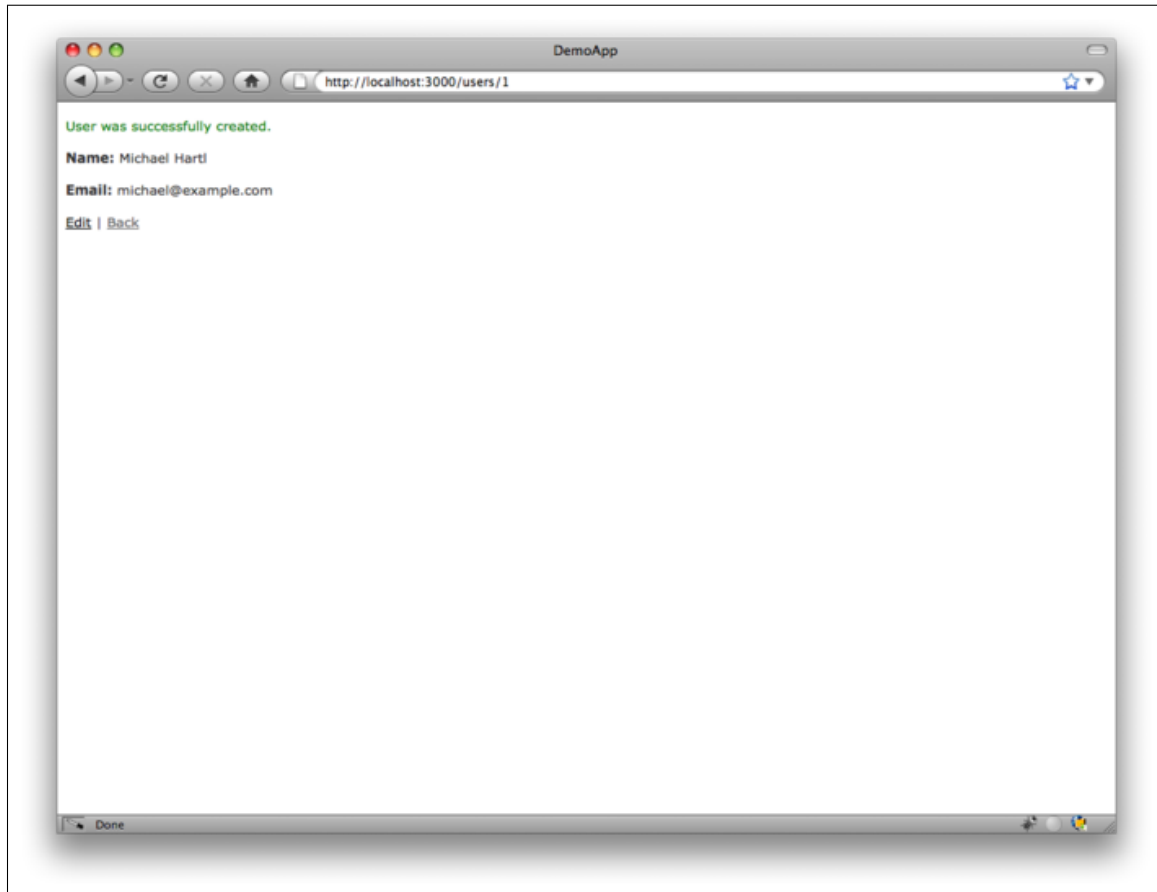 DemoApp
http://localhost:3000/users/1
User was successfully created.
Name: Michael Hartl
Email: michael@example.com
Edit | Back
Done